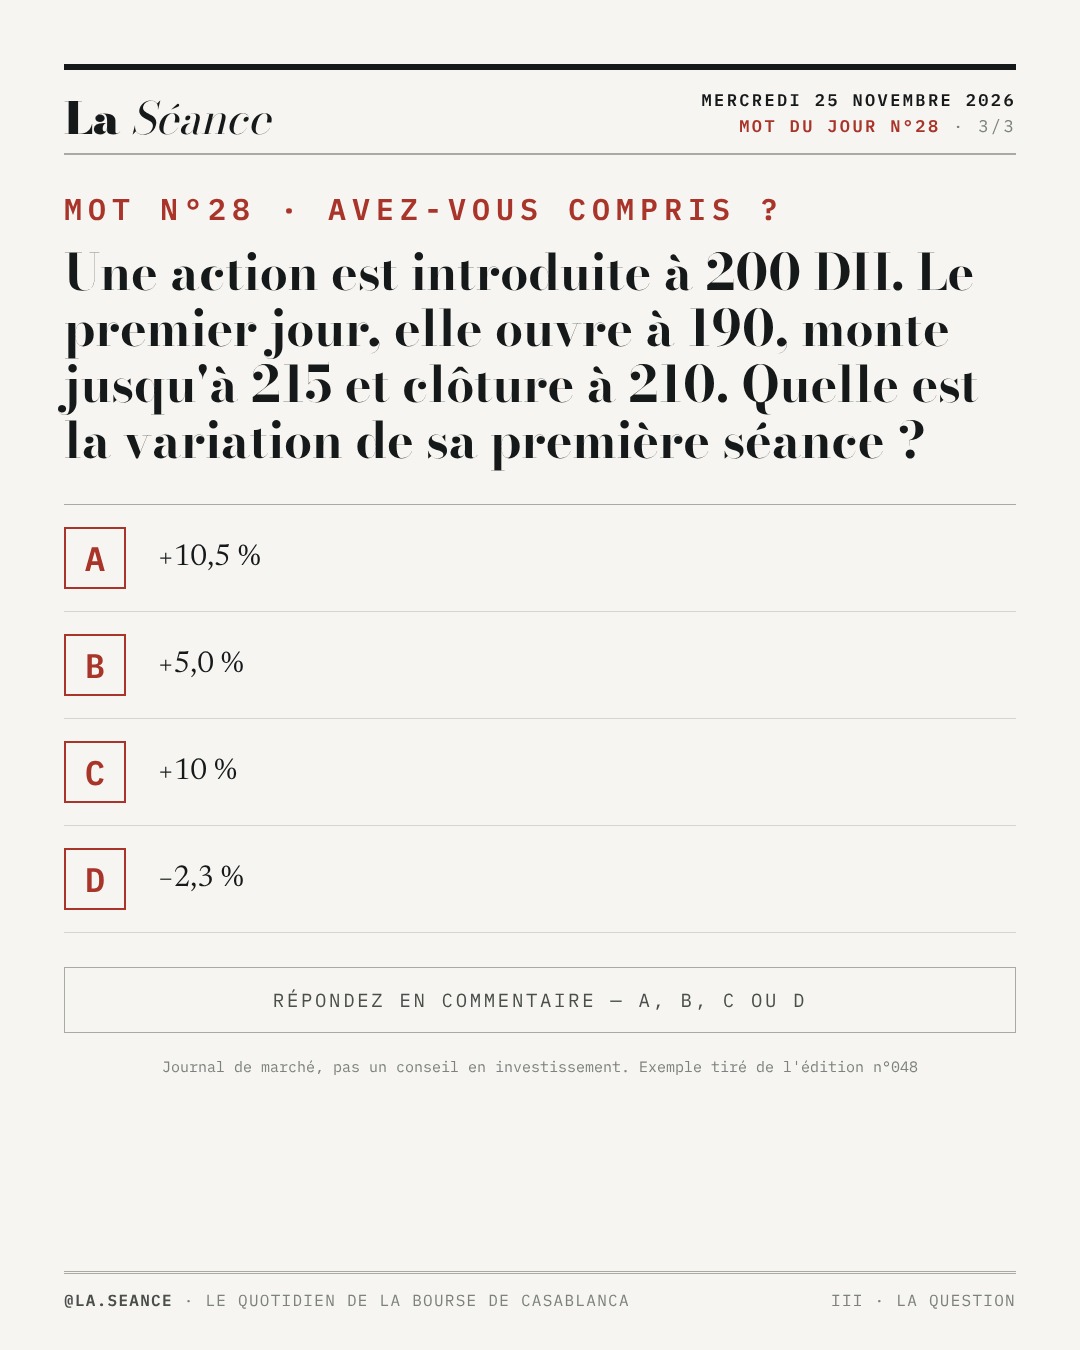 La Séance
MERCREDI 25 NOVEMBRE 2026
MOT DU JOUR N°28 · 3/3
MOT N°28 · AVEZ-VOUS COMPRIS ?
Une action est introduite à 200 DH. Le
premier jour, elle ouvre à 190, monte
jusqu'à 215 et clôture à 210. Quelle est
la variation de sa première séance ?
A +10,5 %
B +5,0 %
C +10 %
D −2,3 %
RÉPONDEZ EN COMMENTAIRE — A, B, C OU D
Journal de marché, pas un conseil en investissement. Exemple tiré de l'édition n°048
@LA.SEANCE · LE QUOTIDIEN DE LA BOURSE DE CASABLANCA
III · LA QUESTION